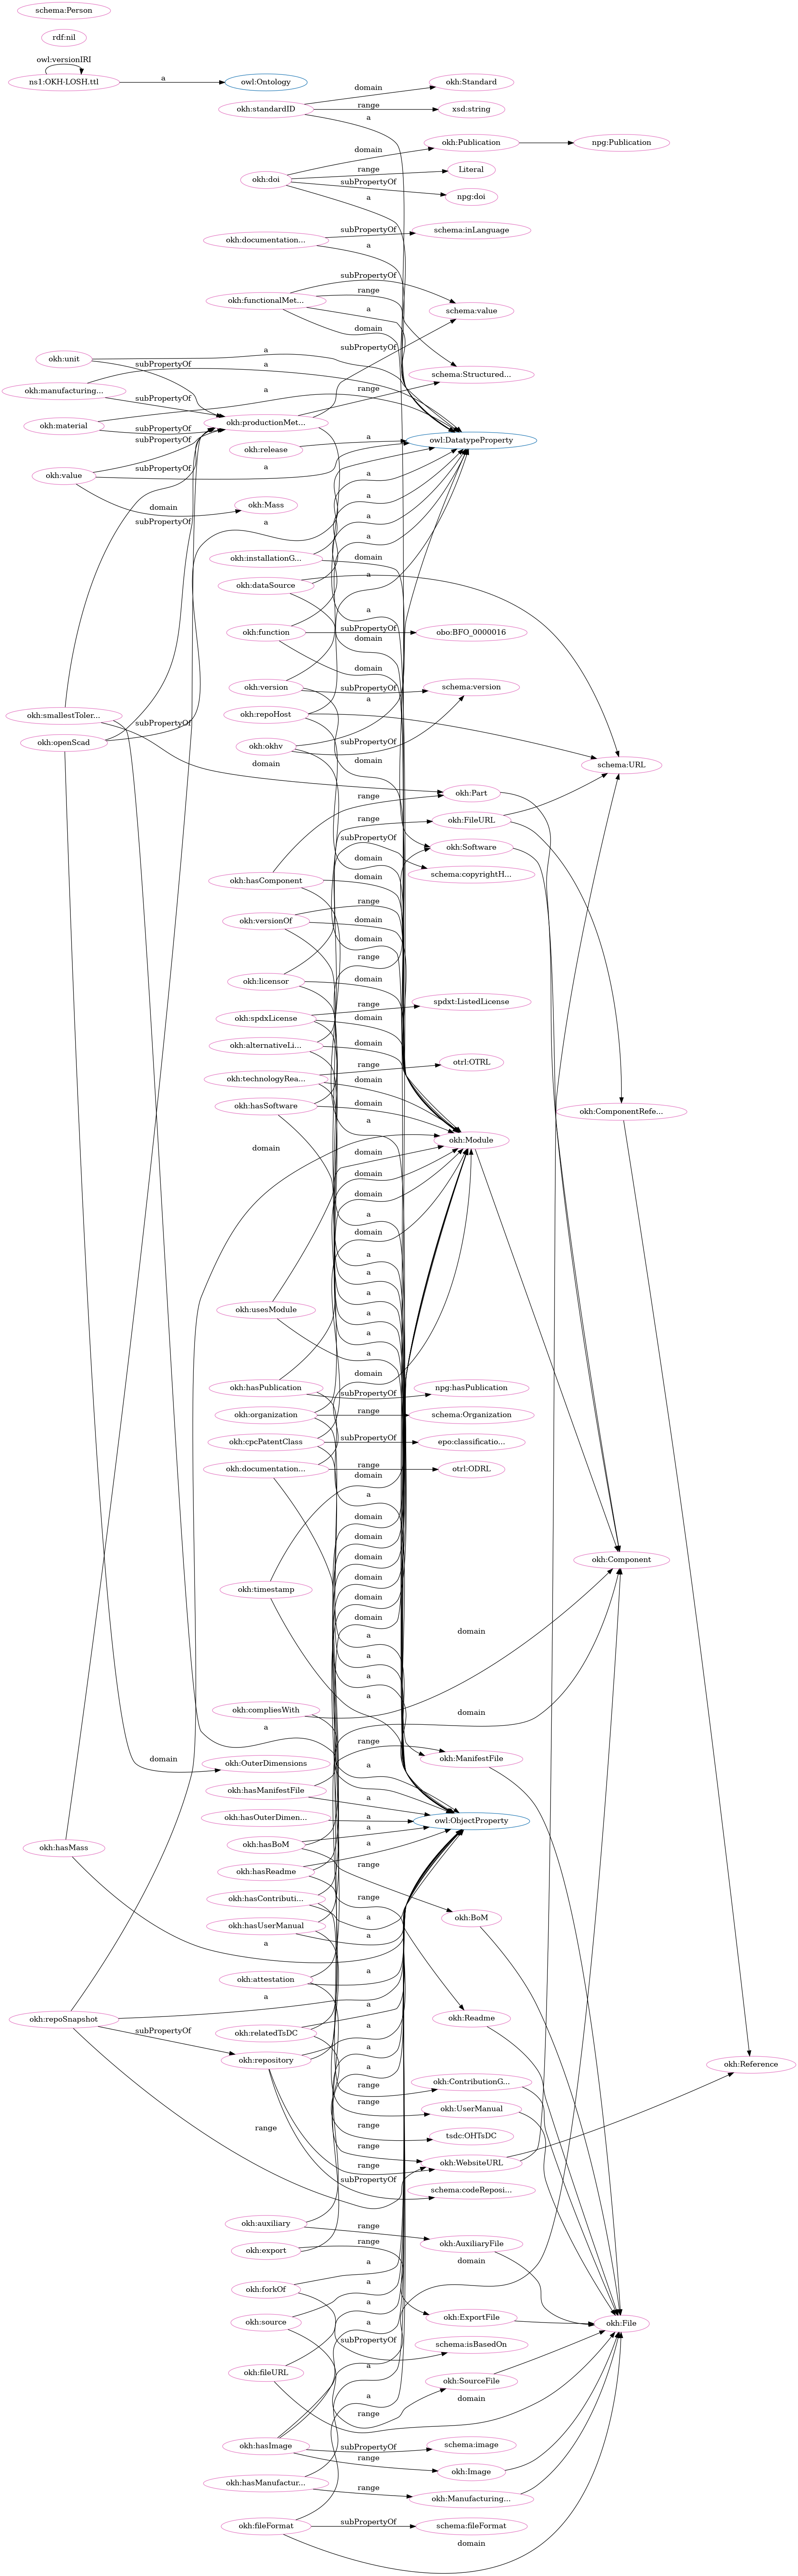 schema:Person
rdf:nil
owl:versionIRI
ns1:OKH-LOSH.ttl
a
owl:Ontology
okh:standardID
domain
okh:Standard
range
xsd:string
a
okh:Publication
npg:Publication
domain
okh:doi
range
Literal
subPropertyOf
npg:doi
a
okh:documentation...
subPropertyOf
schema:inLanguage
a
okh:functionalMet...
subPropertyOf
range
a
domain
schema:value
okh:unit
a
subPropertyOf
a
subPropertyOf
schema:Structured...
okh:manufacturing...
subPropertyOf
a
range
okh:material
subPropertyOf
okh:productionMet...
subPropertyOf
a
owl:DatatypeProperty
okh:release
okh:value
subPropertyOf
a
a
domain
okh:Mass
a
subPropertyOf
a
a
okh:installationG...
domain
okh:dataSource
a
a
okh:function
subPropertyOf
obo:BFO_0000016
domain
domain
okh:version
subPropertyOf
schema:version
a
okh:smallestToler...
subPropertyOf
okh:repoHost
okh:openScad
okh:okhv
subPropertyOf
domain
domain
schema:URL
range
okh:Part
range
okh:FileURL
subPropertyOf
okh:Software
domain
okh:hasComponent
domain
schema:copyrightH...
range
okh:versionOf
domain
domain
range
okh:licensor
domain
range
spdxt:ListedLicense
okh:spdxLicense
domain
okh:alternativeLi...
domain
range
otrl:OTRL
okh:technologyRea...
domain
okh:hasSoftware
domain
okh:ComponentRefe...
a
okh:Module
domain
domain
domain
domain
a
domain
a
a
okh:usesModule
a
a
a
domain
okh:hasPublication
subPropertyOf
npg:hasPublication
okh:organization
range
schema:Organization
okh:cpcPatentClass
subPropertyOf
epo:classificatio...
okh:documentation...
range
otrl:ODRL
domain
a
domain
domain
domain
okh:Component
domain
okh:timestamp
domain
domain
a
domain
a
a
a
okh:compliesWith
domain
a
range
domain
okh:OuterDimensions
a
okh:ManifestFile
okh:hasManifestFile
a
okh:hasOuterDimen...
a
owl:ObjectProperty
okh:hasMass
okh:hasBoM
a
a
okh:hasReadme
range
okh:hasContributi...
range
okh:BoM
okh:hasUserManual
a
a
a
okh:attestation
a
a
okh:repoSnapshot
a
okh:Readme
subPropertyOf
okh:relatedTsDC
a
okh:repository
okh:Reference
a
range
okh:ContributionG...
range
okh:UserManual
range
range
tsdc:OHTsDC
range
range
okh:WebsiteURL
subPropertyOf
schema:codeReposi...
okh:auxiliary
range
okh:AuxiliaryFile
okh:export
range
a
domain
okh:forkOf
a
okh:source
a
a
okh:ExportFile
okh:File
subPropertyOf
schema:isBasedOn
okh:fileURL
a
okh:SourceFile
a
domain
range
okh:hasImage
subPropertyOf
schema:image
range
okh:Image
okh:hasManufactur...
range
okh:Manufacturing...
okh:fileFormat
subPropertyOf
schema:fileFormat
domain